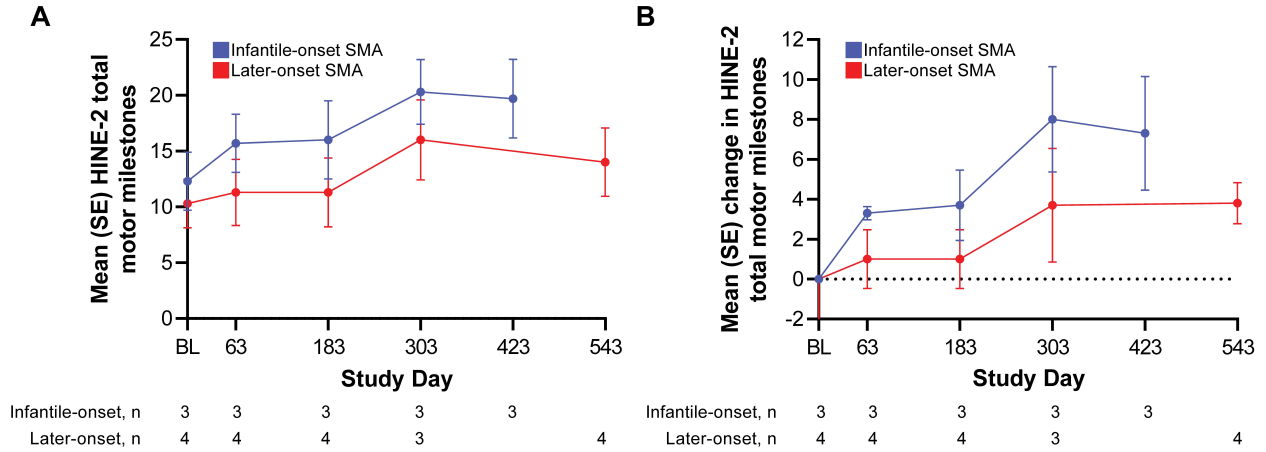 A
Mean (SE) HINE-2 total
motor milestones
25
20
15
10
5
0
Infantile-onset SMA
Later-onset SMA
BL 63 183 303 423 543
Study Day
Infantile-onset, n 3 3 3 3 3
Later-onset, n 4 4 4 3 4
B
Mean (SE) change in HINE-2
total motor milestones
12
10
8
6
4
2
0
-2
Infantile-onset SMA
Later-onset SMA
BL 63 183 303 423 543
Study Day
Infantile-onset, n 3 3 3 3 3
Later-onset, n 4 4 4 3 4